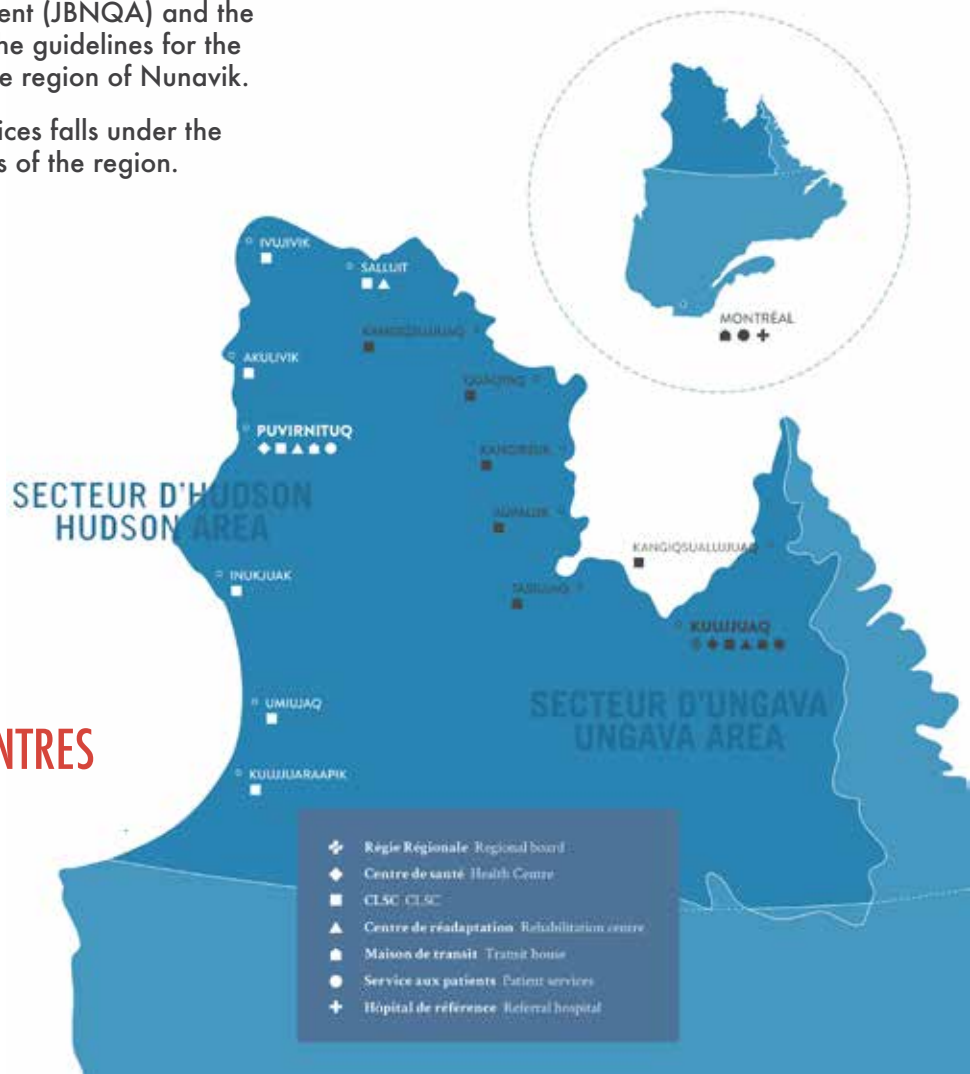 ent (JBNQA) and the
ne guidelines for the
e region of Nunavik.
ices falls under the
s of the region.
MONTRÉAL
IVUJIVIK
SALLUIT
KANGIQSUJUAQ
AKULIVIK
QUAQTAQ
PUVIRNITUQ
KANGIRSUK
SECTEUR D'HUDSON
HUDSON AREA
AUPALUK
KANGIQSUALUJJUAQ
INUKJUAK
TASIUJAQ
KUUJJUAQ
SECTEUR D'UNGAVA
UNGAVA AREA
UMIUJAQ
NTRES
KUUJJUARAAPIK
Régie Régionale Regional board
Centre de santé Health Centre
CLSC CLSC
Centre de réadaptation Rehabilitation centre
Maison de transit Transit house
Service aux patients Patient services
Hôpital de référence Referral hospital